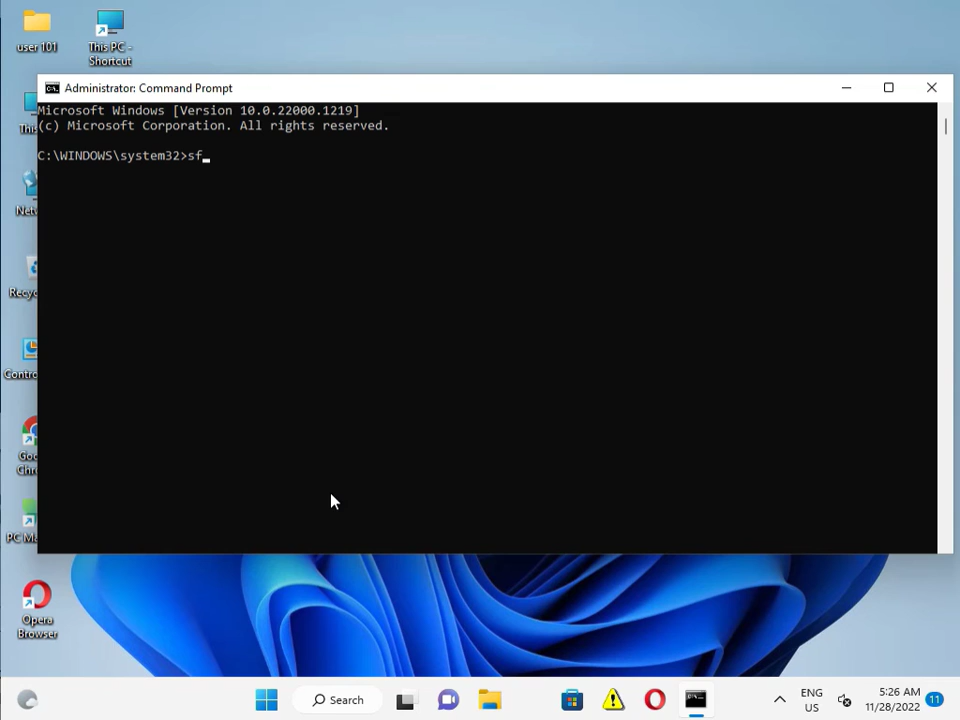 user 101
This PC -
Shortcut
Administrator: Command Prompt
Microsoft Windows [Version 10.0.22000.1219]
(c) Microsoft Corporation. All rights reserved.
C:\WINDOWS\system32>sf_
Opera
Browser
Search
ENG
US
5:26 AM
11/28/2022
11